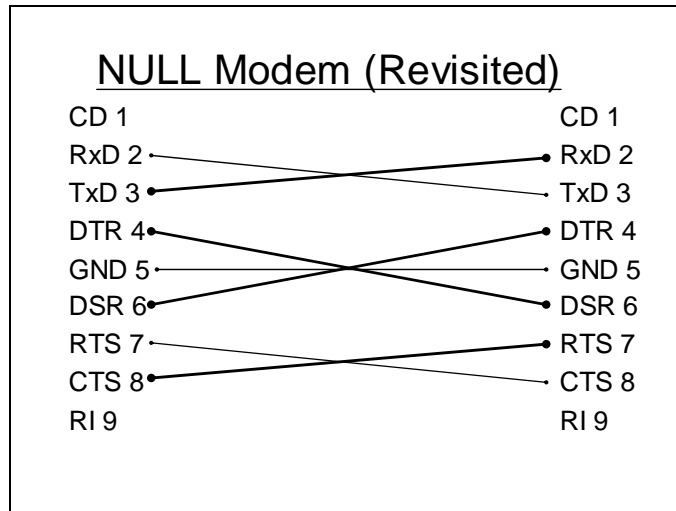 NULL Modem (Revisited)
CD 1 CD 1
RxD 2 RxD 2
TxD 3 TxD 3
DTR 4 DTR 4
GND 5 GND 5
DSR 6 DSR 6
RTS 7 RTS 7
CTS 8 CTS 8
RI 9 RI 9